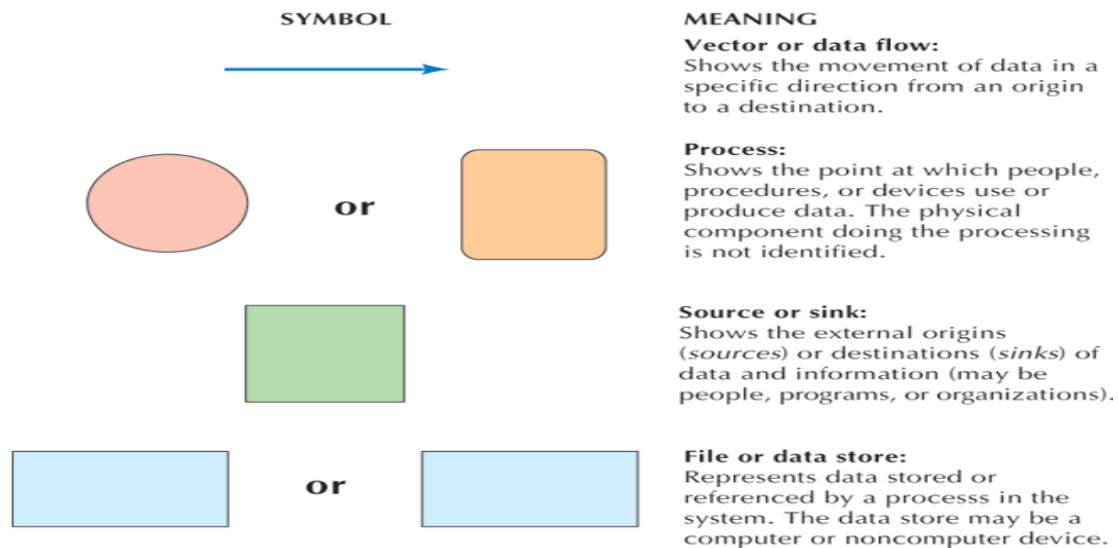 SYMBOL
MEANING
Vector or data flow:
Shows the movement of data in a
specific direction from an origin
to a destination.
or
Process:
Shows the point at which people,
procedures, or devices use or
produce data. The physical
component doing the processing
is not identified.
Source or sink:
Shows the external origins
(sources) or destinations (sinks) of
data and information (may be
people, programs, or organizations).
or
File or data store:
Represents data stored or
referenced by a processs in the
system. The data store may be a
computer or noncomputer device.